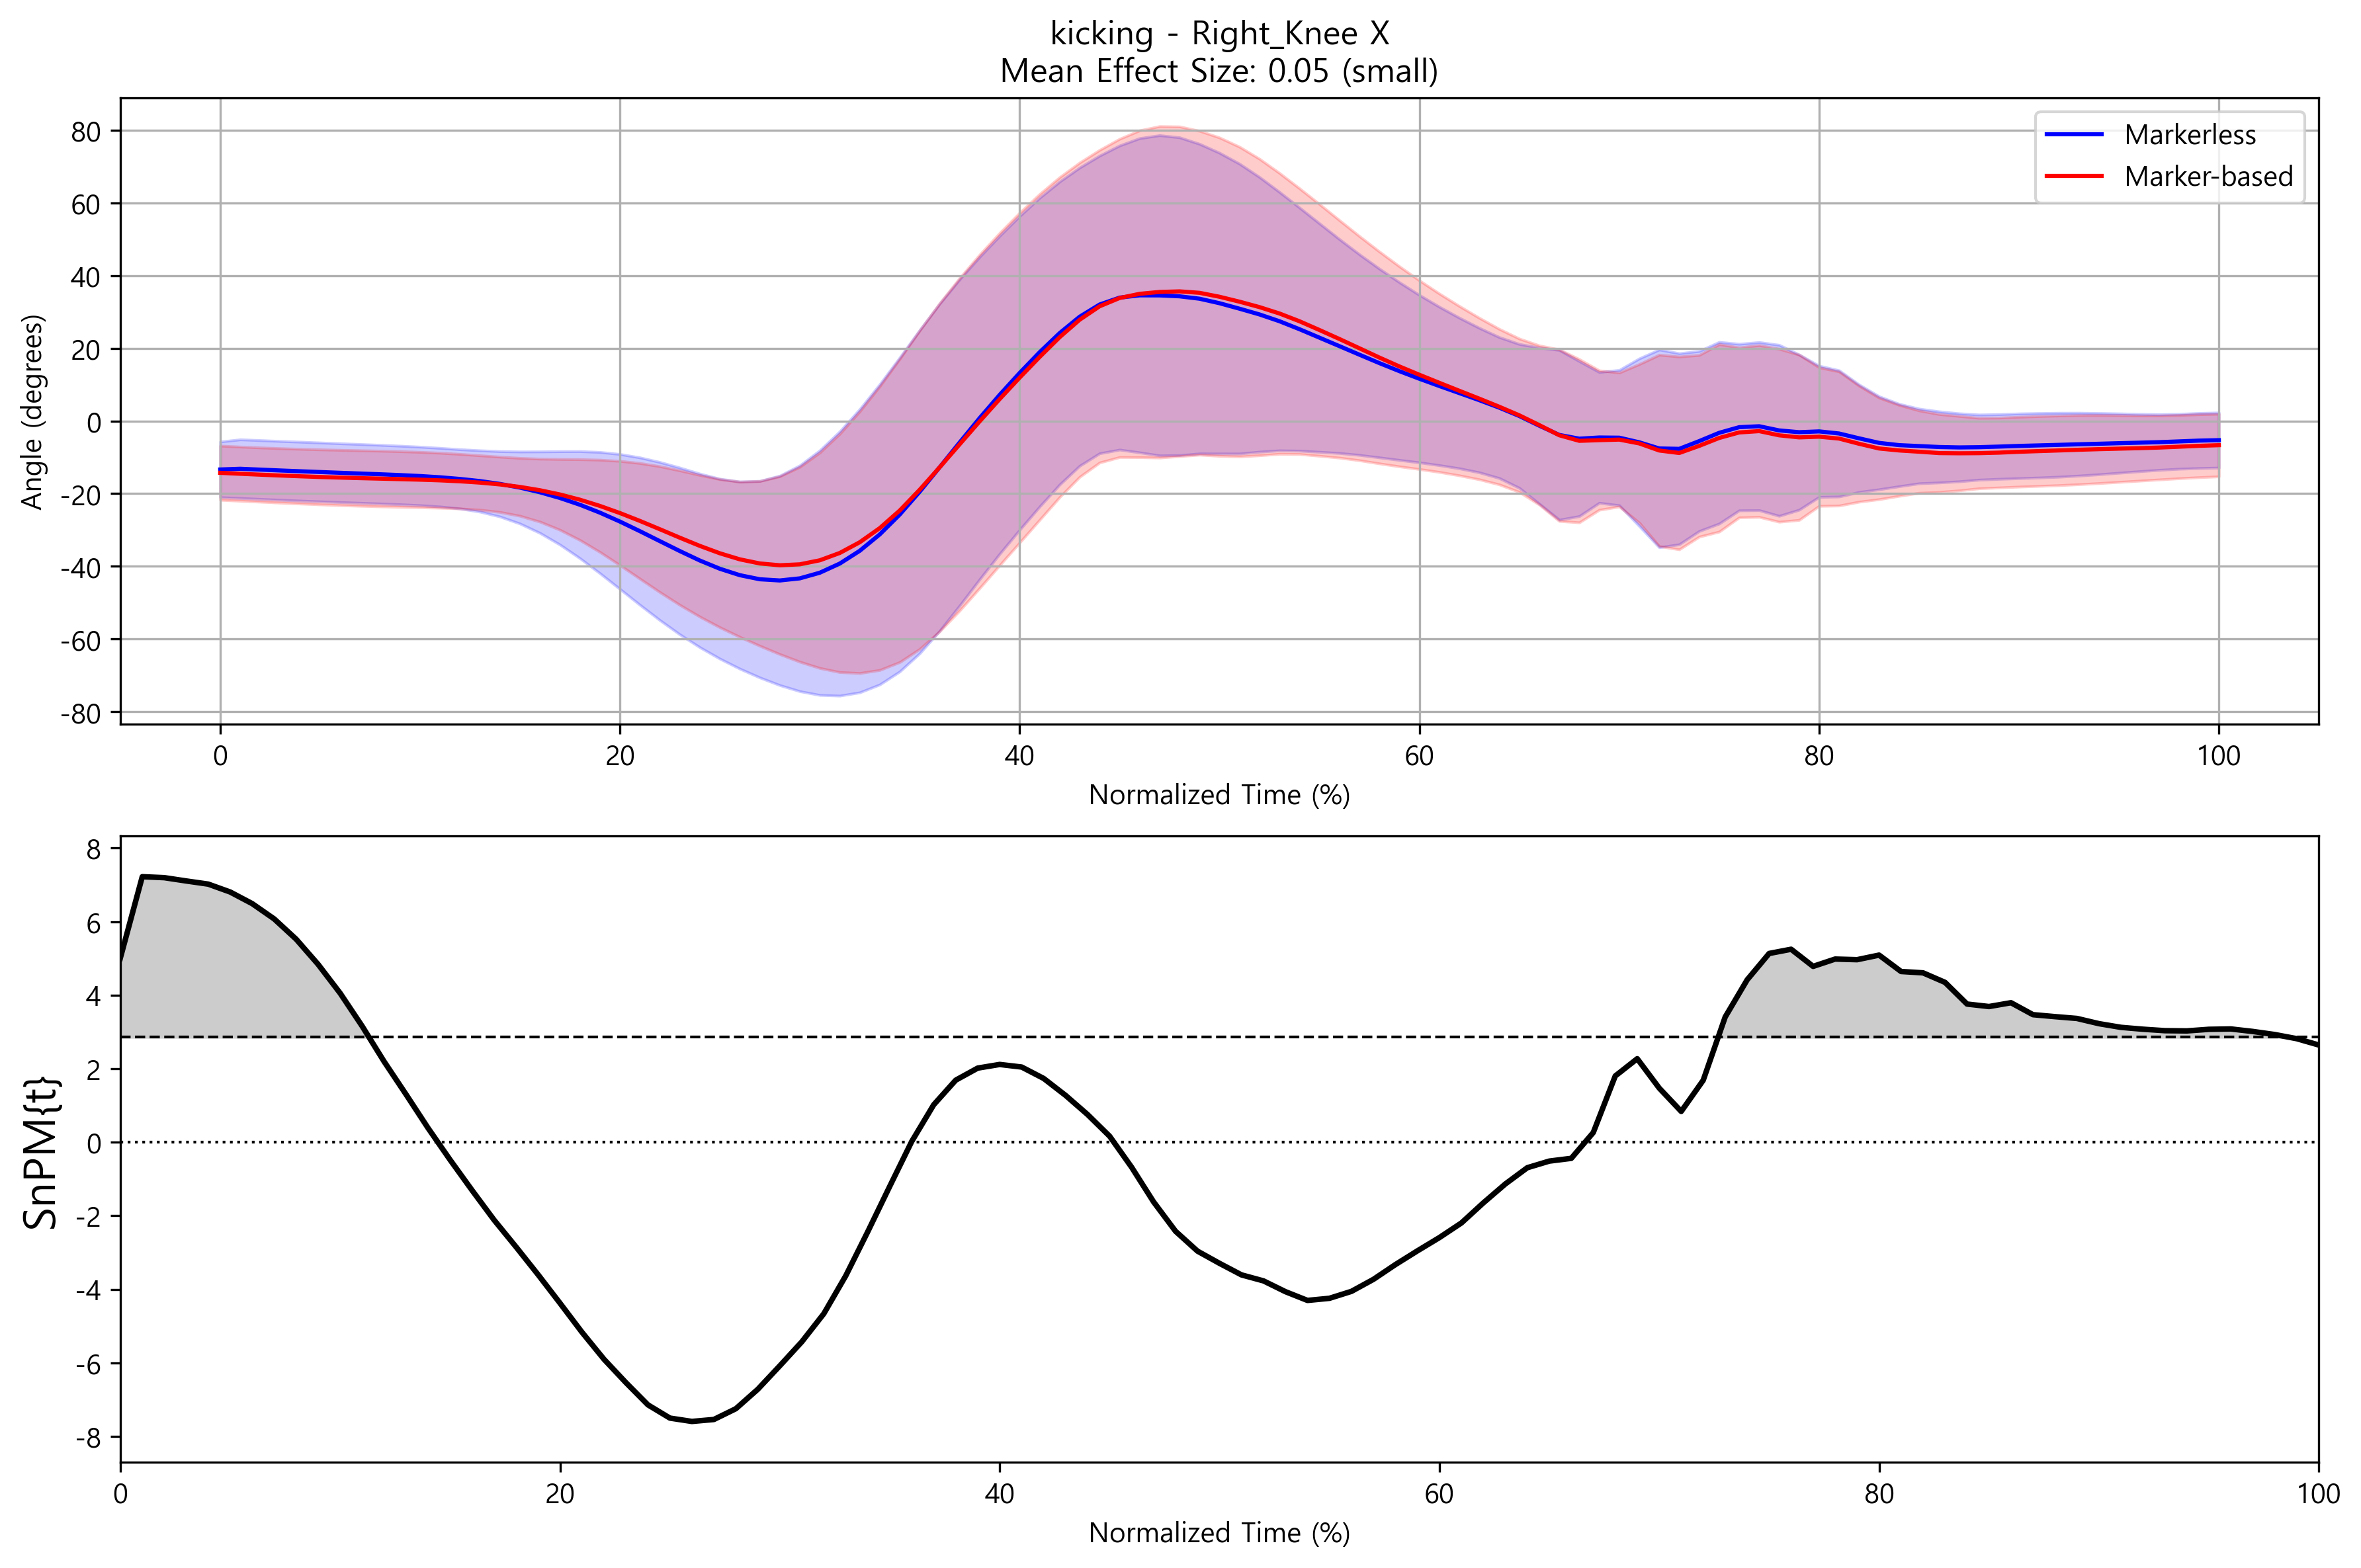 kicking - Right_Knee X
Mean Effect Size: 0.05 (small)
Markerless
Marker-based
Angle (degrees)
80
60
40
20
0
-20
-40
-60
-80
0 20 40 60 80 100
Normalized Time (%)
SnPM{t}
8
6
4
2
0
-2
-4
-6
-8
0 20 40 60 80 100
Normalized Time (%)